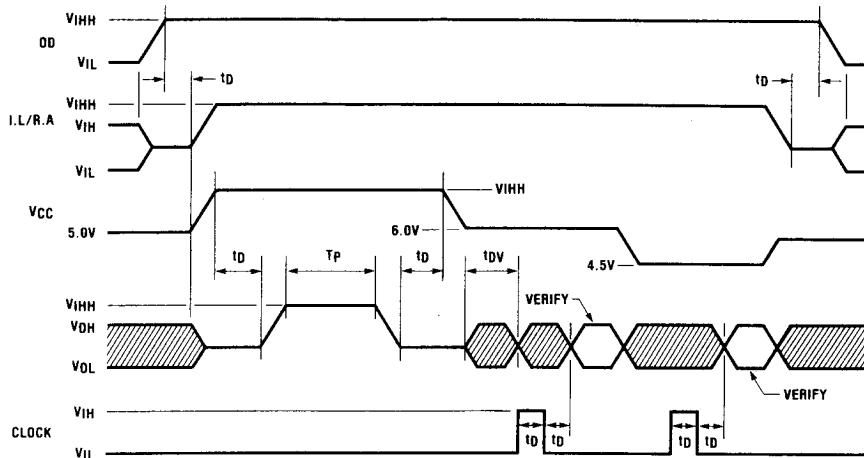 VIHH
OD
VIL
tD
tD
VIHH
I.L/R.A
VIH
VIL
VIHH
VCC
5.0V
6.0V
4.5V
tD
TP
tD
tDV
VIHH
VERIFY
VOH
VOL
VERIFY
VIH
CLOCK
tD
tD
tD
tD
VIL